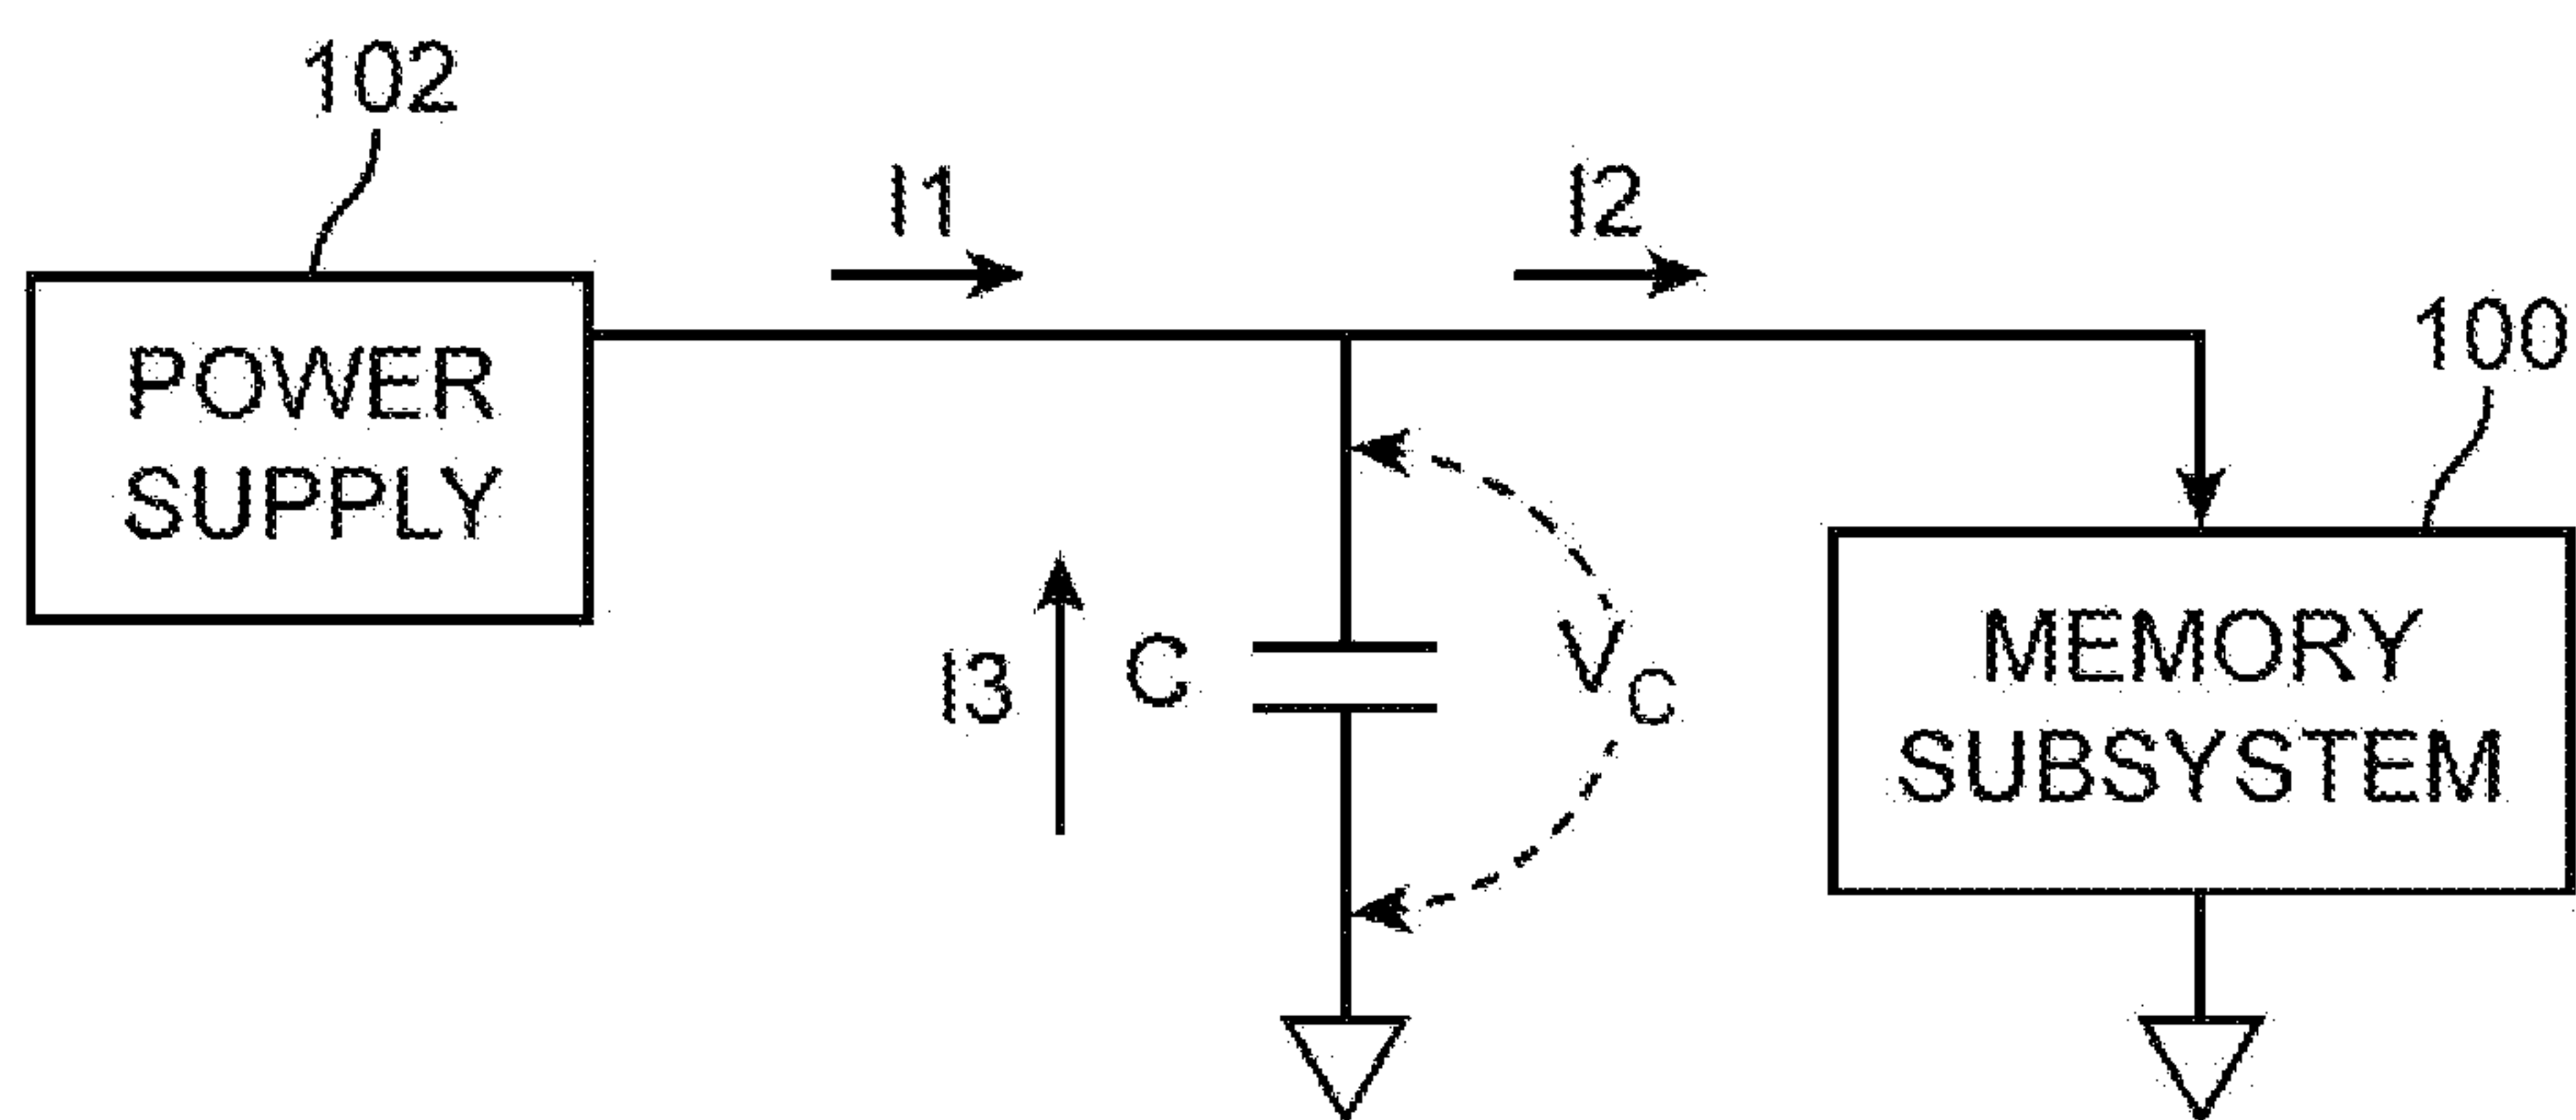 102
I1
I2
100
POWER
SUPPLY
I3
C
VC
MEMORY
SUBSYSTEM